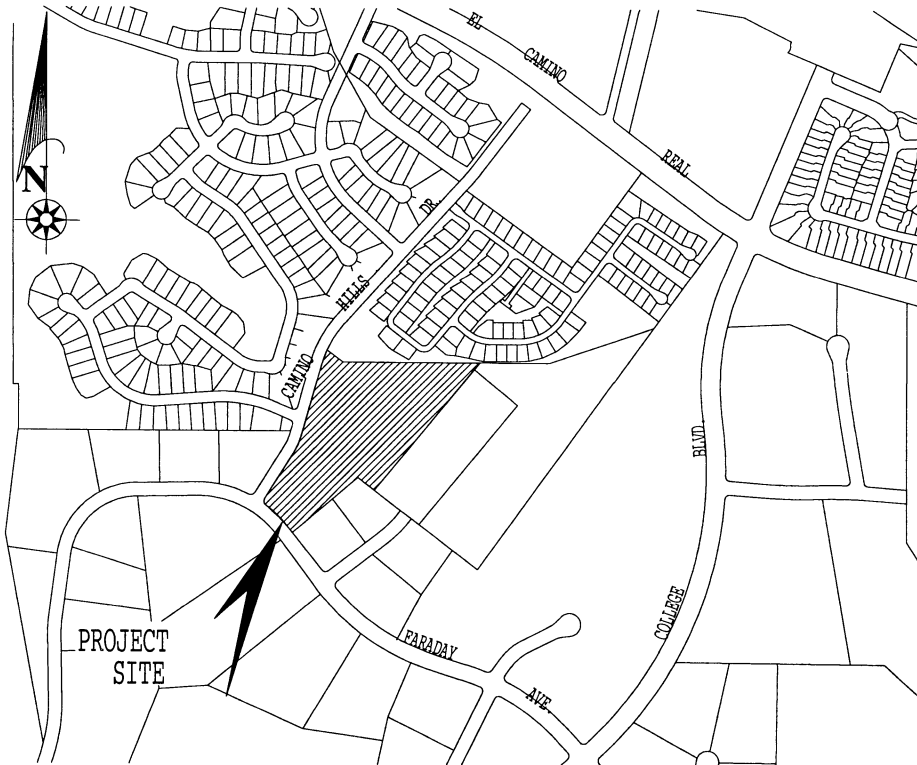 EL
CAMINO
REAL
N
DR.
HILLS
CAMINO
BLVD.
COLLEGE
PROJECT
SITE
FARADAY
AVE.